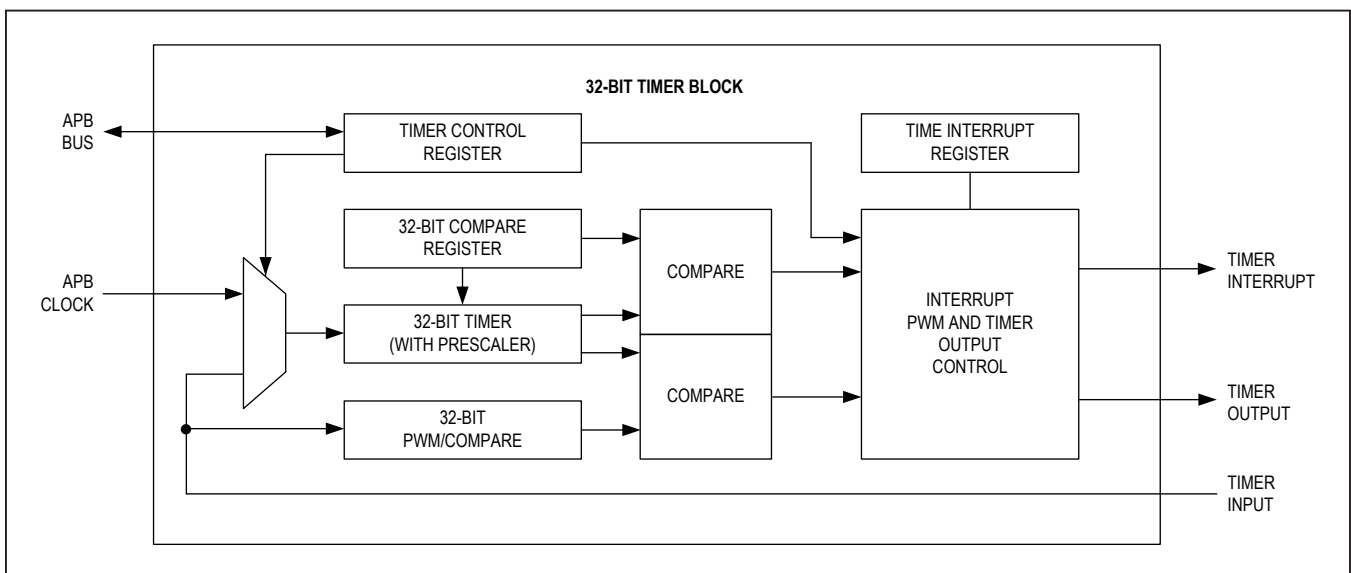 32-BIT TIMER BLOCK
APB
BUS
TIMER CONTROL
REGISTER
TIME INTERRUPT
REGISTER
32-BIT COMPARE
REGISTER
COMPARE
APB
CLOCK
32-BIT TIMER
(WITH PRESCALER)
INTERRUPT
PWM AND TIMER
OUTPUT
CONTROL
TIMER
INTERRUPT
COMPARE
32-BIT
PWM/COMPARE
TIMER
OUTPUT
TIMER
INPUT